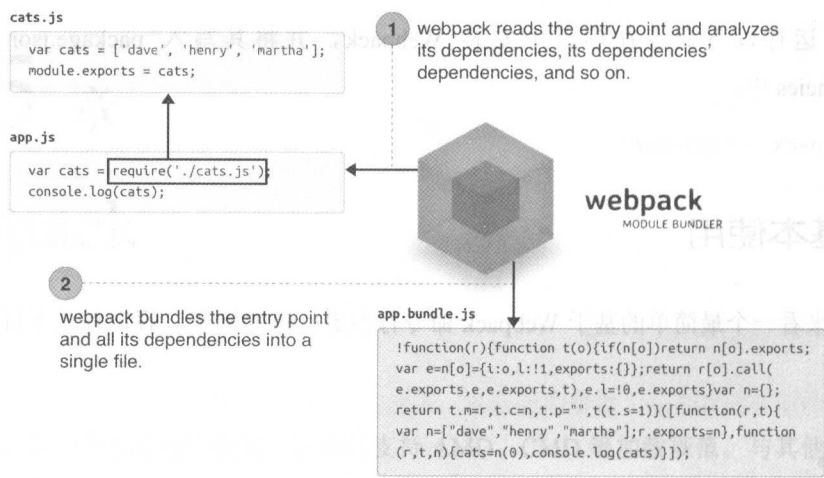 cats.js
var cats = ['dave', 'henry', 'martha'];
module.exports = cats;
1
webpack reads the entry point and analyzes
its dependencies, its dependencies'
dependencies, and so on.
app.js
var cats = require('./cats.js');
console.log(cats);
webpack
MODULE BUNDLER
2
webpack bundles the entry point
and all its dependencies into a
single file.
app.bundle.js
!function(r){function t(o){if(n[o])return n[o].exports;
var e=n[o]={i:o,l:!1,exports:{}};return r[o].call(
e.exports,e,e.exports,t),e.l=!0,e.exports}var n={};
return t.m=r,t.c=n,t.p="",t(t.s=1)}([function(r,t){
var n=["dave","henry","martha"];r.exports=n},function
(r,t,n){cats=n(0),console.log(cats)}]);